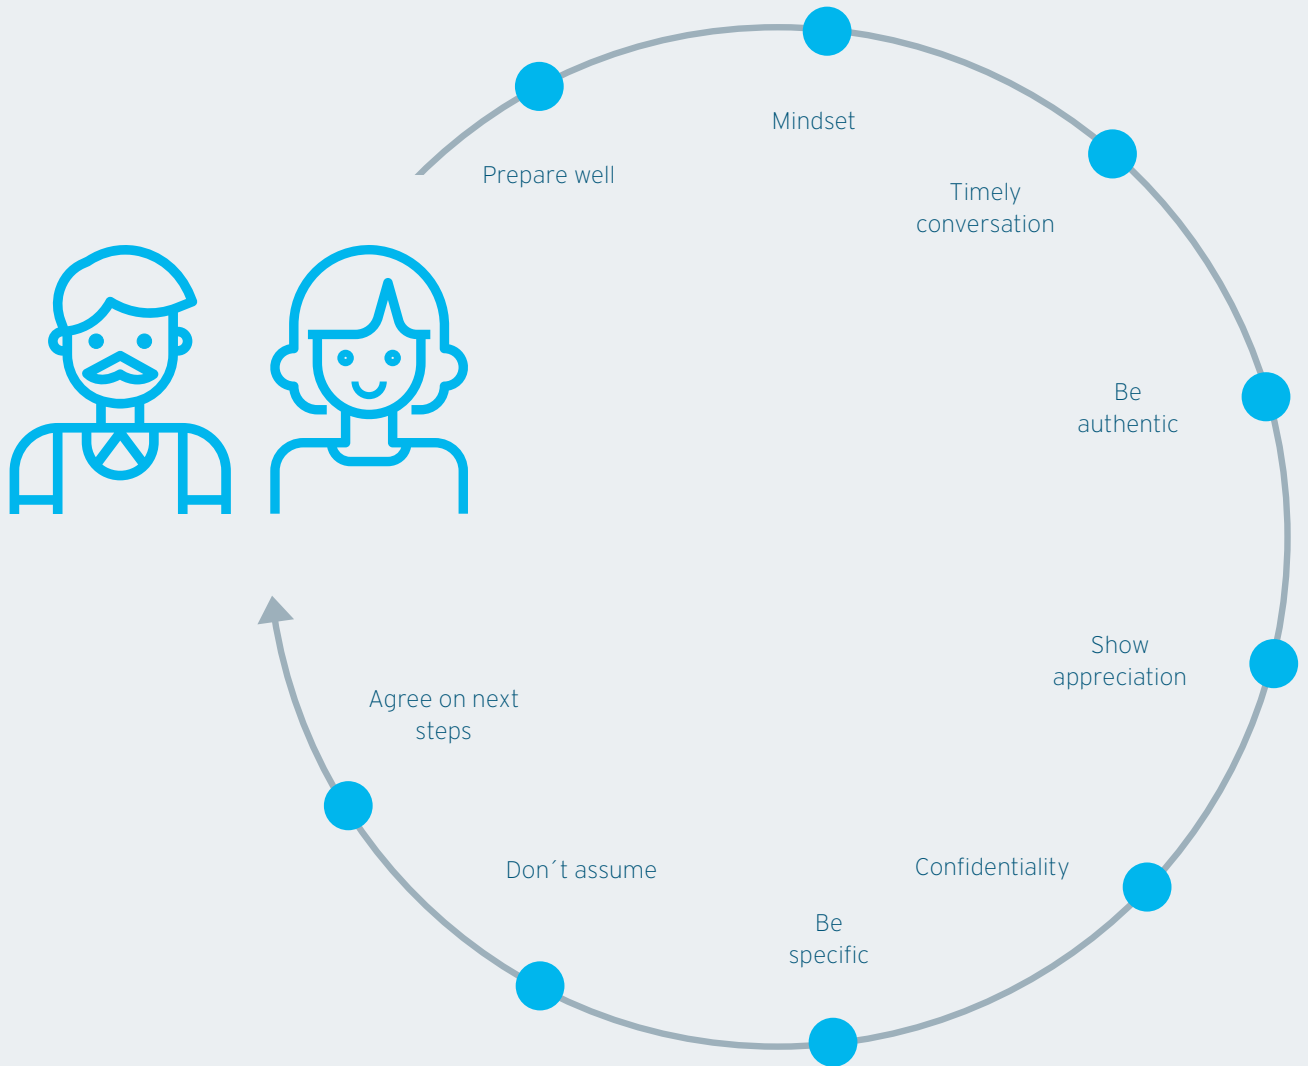 Prepare well
Mindset
Timely
conversation
Be
authentic
Show
appreciation
Confidentiality
Be
specific
Don´t assume
Agree on next
steps